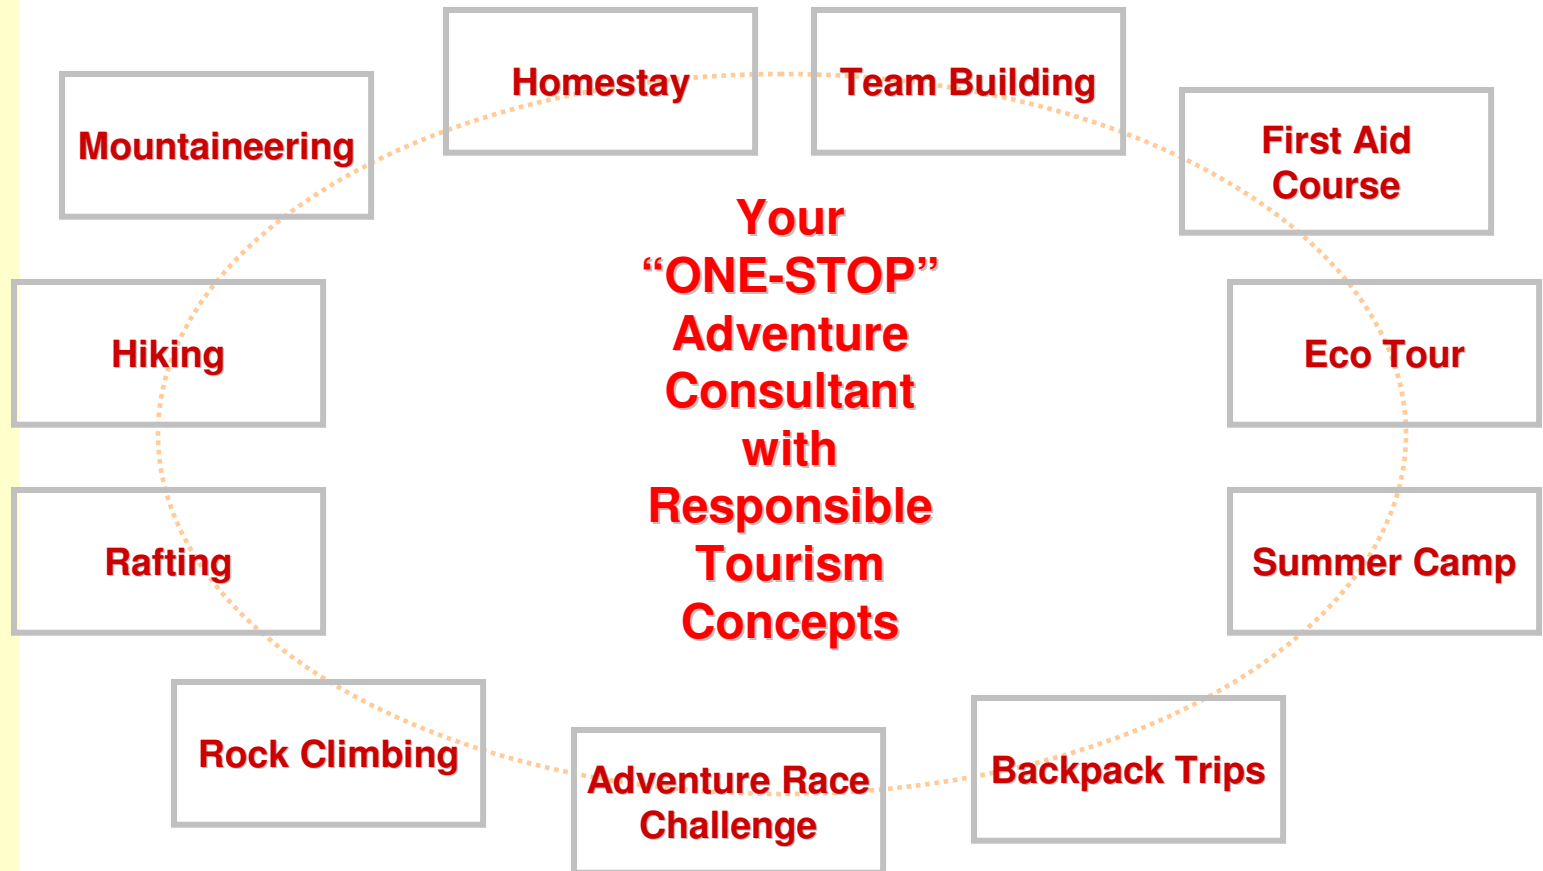 Homestay
Team Building
Mountaineering
First Aid
Course
Your
“ONE-STOP”
Adventure
Consultant
with
Responsible
Tourism
Concepts
Hiking
Eco Tour
Rafting
Summer Camp
Rock Climbing
Adventure Race
Challenge
Backpack Trips